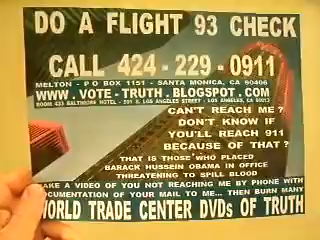 DO A FLIGHT 93 CHECK
CALL 424 - 229 - 0911
MELTON - P O BOX 1151 - SANTA MONICA, CA 90406
WWW . VOTE - TRUTH . BLOGSPOT . COM
ROOM 433 BALTIMORE HOTEL - 501 S. LOS ANGELES STREET - LOS ANGELES, CA 90013
CAN'T REACH ME ?
DON'T KNOW IF
YOU'LL REACH 911
BECAUSE OF THAT ?
THAT IS THOSE WHO PLACED
BARACK HUSSEIN OBAMA IN OFFICE
THREATENING TO SPILL BLOOD
MAKE A VIDEO OF YOU NOT REACHING ME BY PHONE WITH
DOCUMENTATION OF YOUR MAIL TO ME... THEN BURN MANY
WORLD TRADE CENTER DVDs OF TRUTH